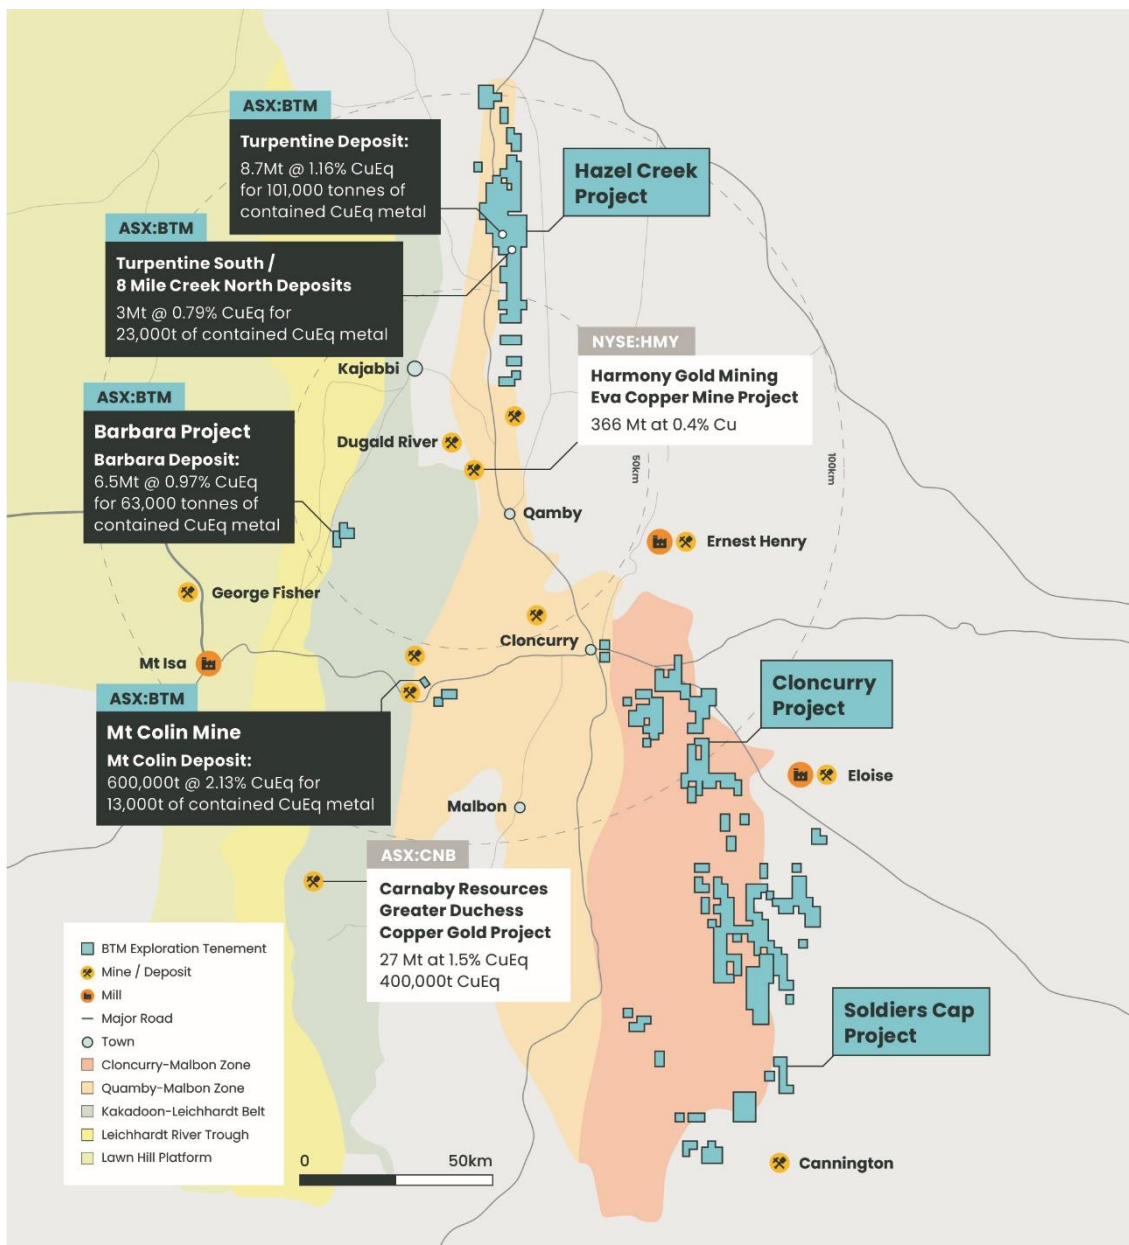 ASX:BTM
Turpentine Deposit:
8.7Mt @ 1.16% CuEq
for 101,000 tonnes of
contained CuEq metal
Hazel Creek
Project
ASX:BTM
Turpentine South /
8 Mile Creek North Deposits
3Mt @ 0.79% CuEq for
23,000t of contained CuEq metal
NYSE:HMY
Harmony Gold Mining
Eva Copper Mine Project
366 Mt at 0.4% Cu
Kajabbi
ASX:BTM
Barbara Project
Barbara Deposit:
6.5Mt @ 0.97% CuEq
for 63,000 tonnes of
contained CuEq metal
Dugald River
50km
100km
Qamby
Ernest Henry
George Fisher
Cloncurry
Mt Isa
ASX:BTM
Mt Colin Mine
Mt Colin Deposit:
600,000t @ 2.13% CuEq for
13,000t of contained CuEq metal
Cloncurry
Project
Eloise
Malbon
ASX:CNB
Carnaby Resources
Greater Duchess
Copper Gold Project
27 Mt at 1.5% CuEq
400,000t CuEq
BTM Exploration Tenement
Mine / Deposit
Mill
Major Road
Town
Cloncurry-Malbon Zone
Quamby-Malbon Zone
Kakadoon-Leichhardt Belt
Leichhardt River Trough
Lawn Hill Platform
Soldiers Cap
Project
0 50km
Cannington